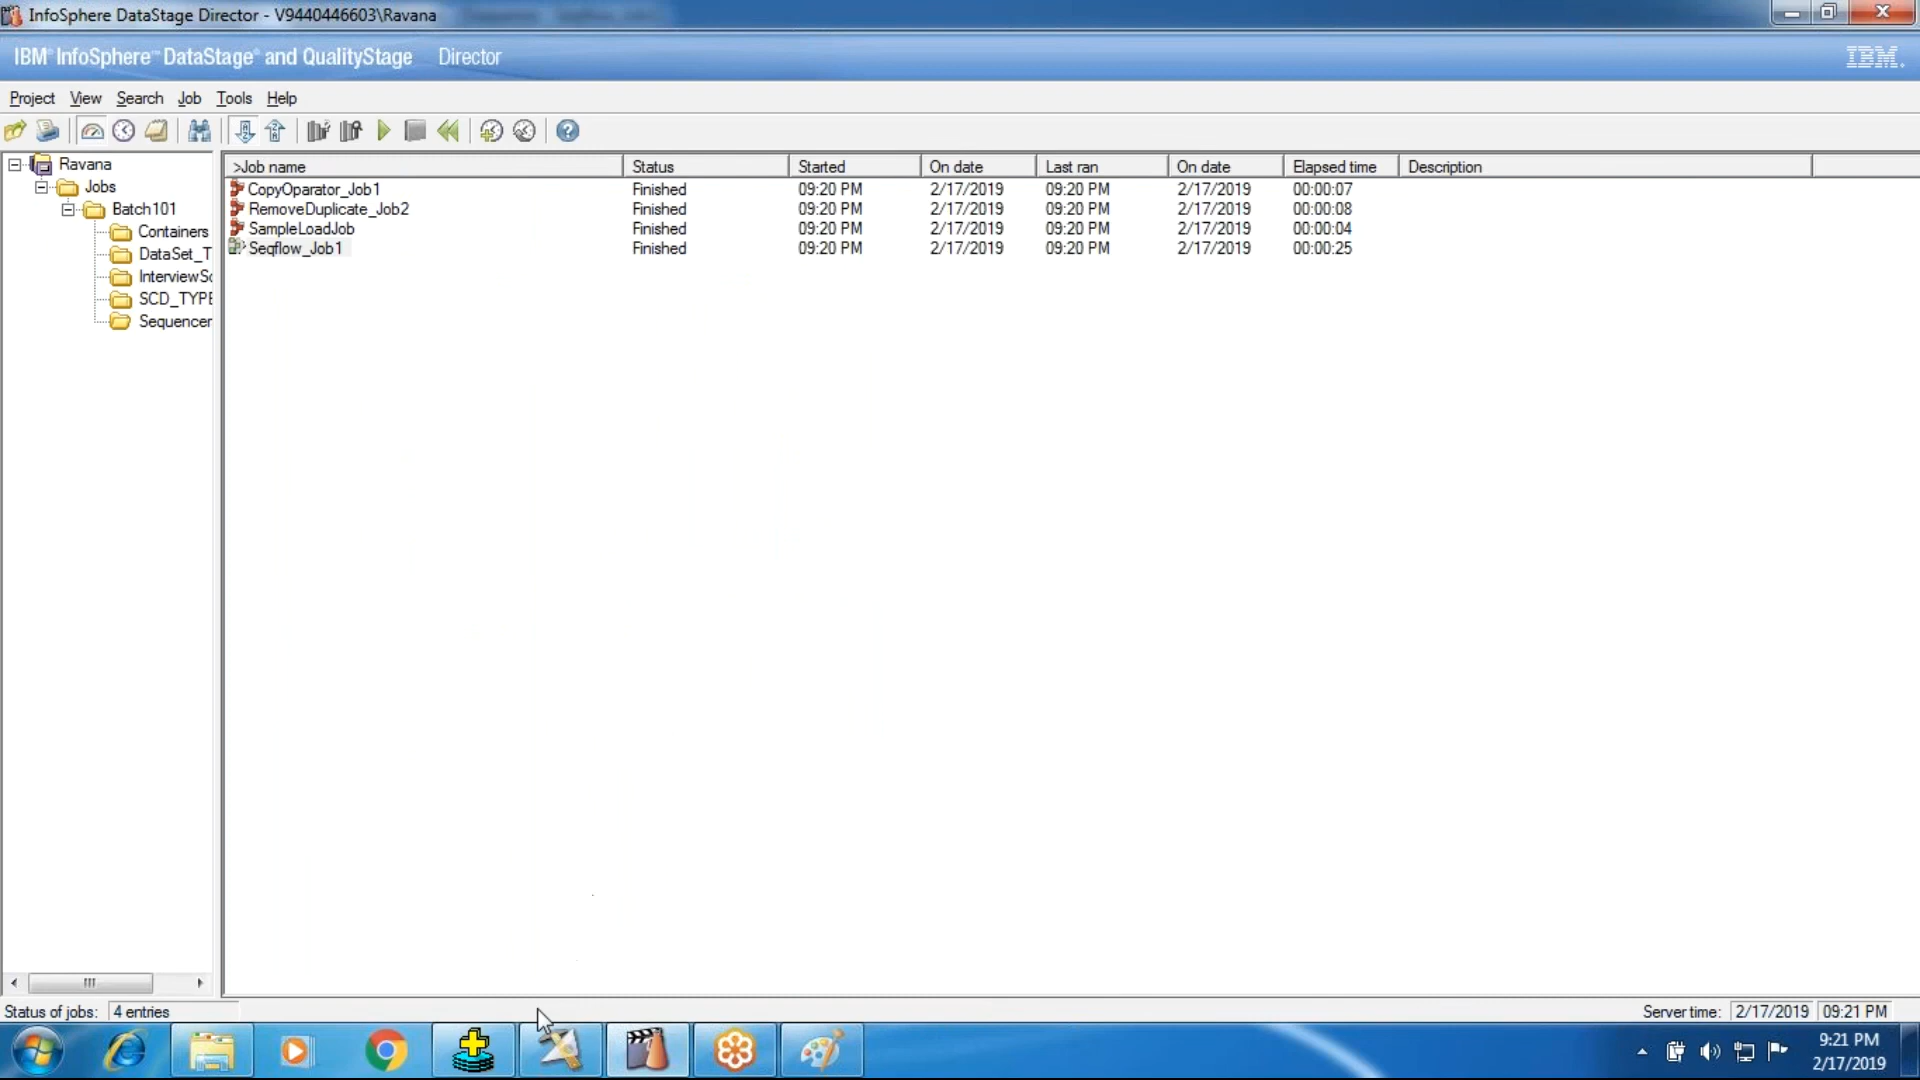 InfoSphere DataStage Director - V9440446603\Ravana
IBM InfoSphere™ DataStage® and QualityStage Director
IBM.
Project View Search Job Tools Help
Ravana
Jobs
Batch101
Containers
DataSet_T
InterviewSc
SCD_TYPE
Sequencer
>Job name Status Started On date Last ran On date Elapsed time Description
CopyOparator_Job1 Finished 09:20 PM 2/17/2019 09:20 PM 2/17/2019 00:00:07
RemoveDuplicate_Job2 Finished 09:20 PM 2/17/2019 09:20 PM 2/17/2019 00:00:08
SampleLoadJob Finished 09:20 PM 2/17/2019 09:20 PM 2/17/2019 00:00:04
Seqflow_Job1 Finished 09:20 PM 2/17/2019 09:20 PM 2/17/2019 00:00:25
Status of jobs: 4 entries
Server time: 2/17/2019 09:21 PM
9:21 PM
2/17/2019